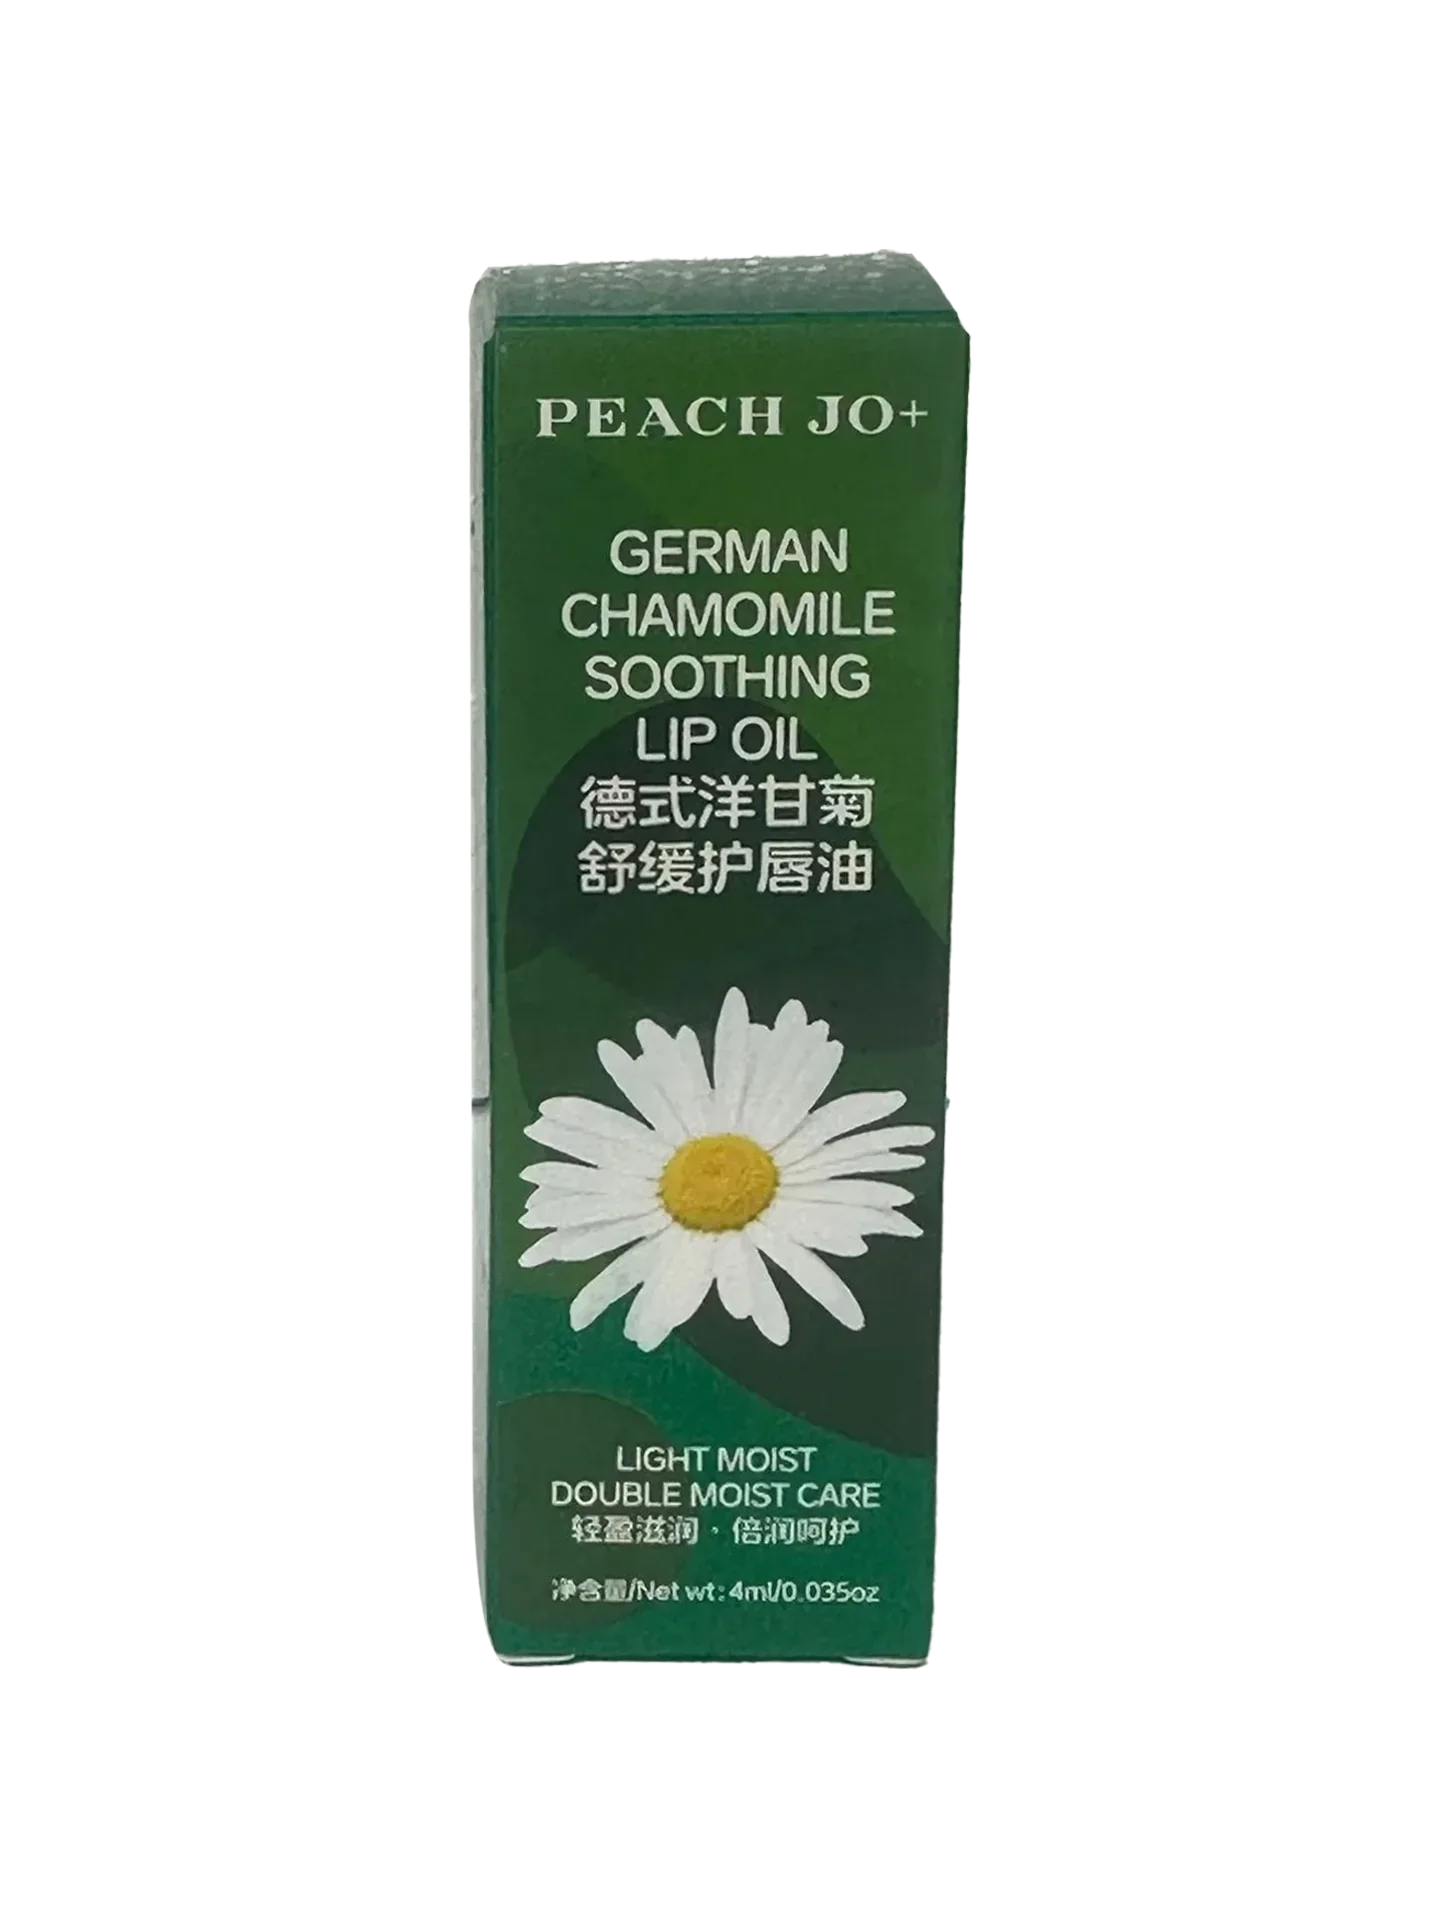 PEACH JO+
GERMAN
CHAMOMILE
SOOTHING
LIP OIL
德式洋甘菊
舒缓护唇油
LIGHT MOIST
DOUBLE MOIST CARE
轻盈滋润·倍润呵护
净含量/Net wt: 4ml/0.035oz